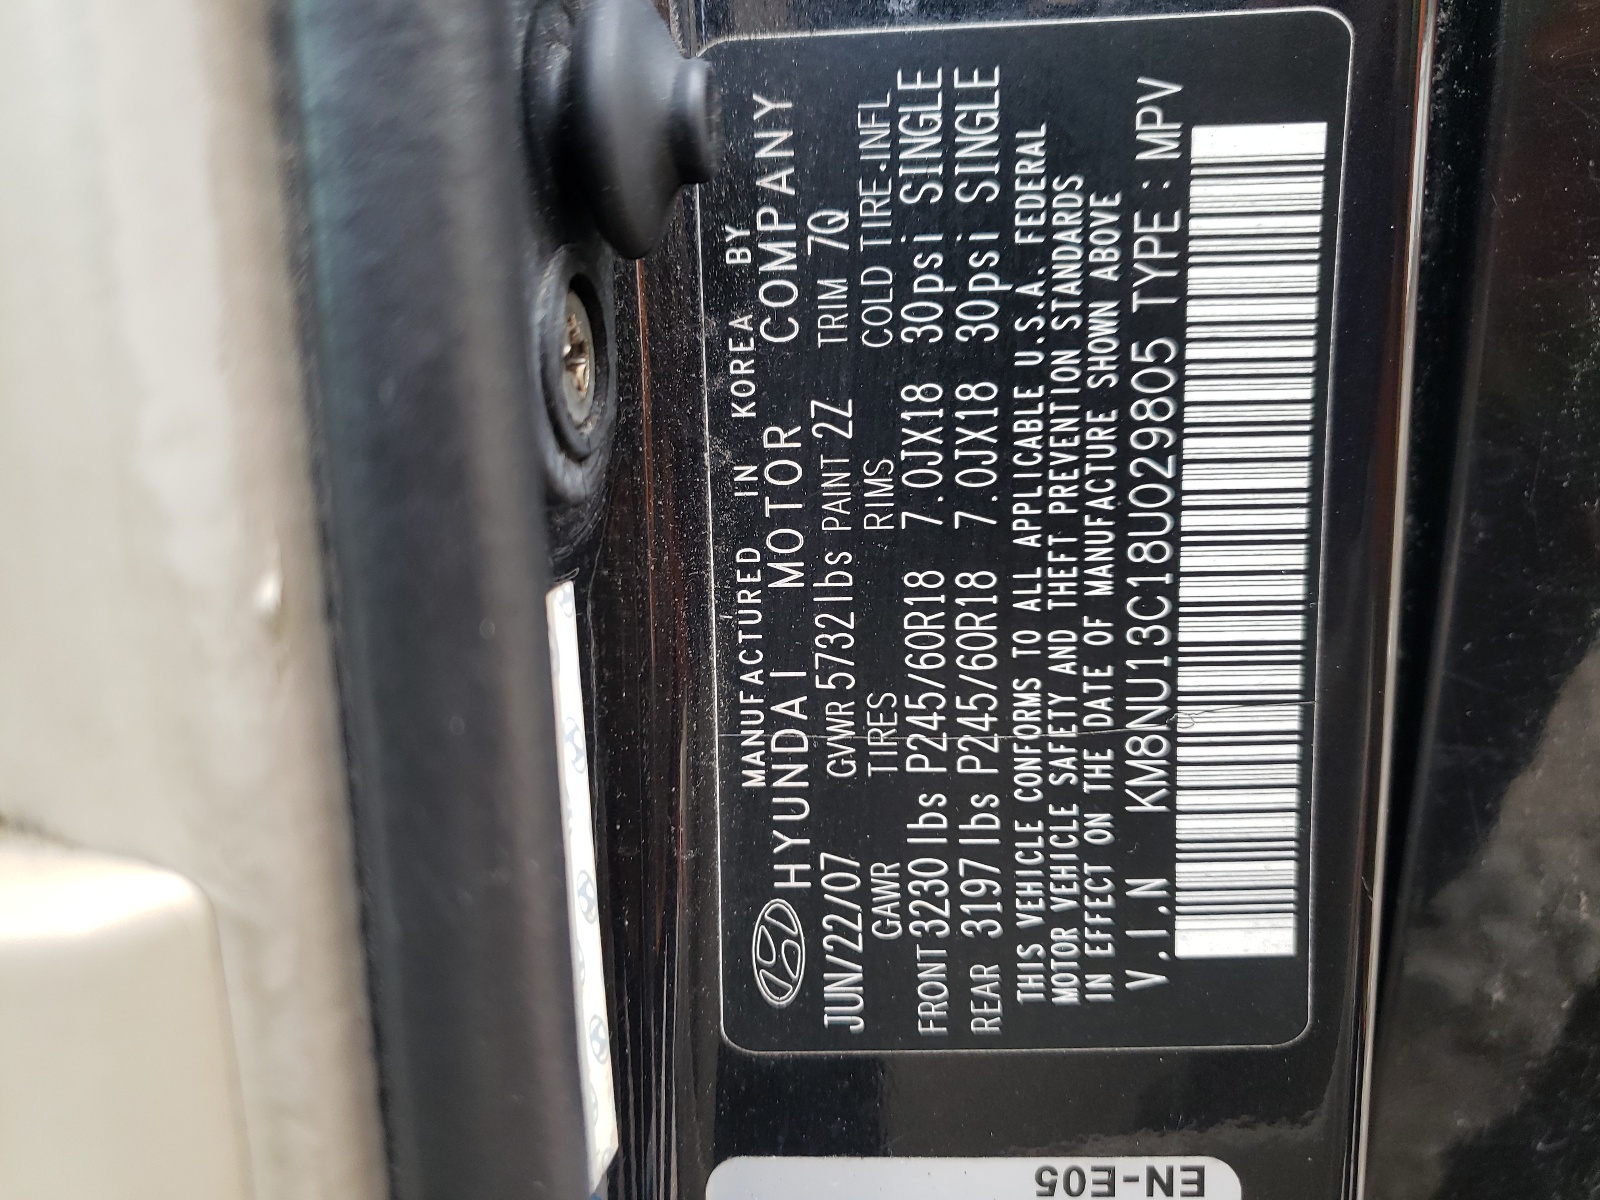 MANUFACTURED IN KOREA BY
HYUNDAI MOTOR COMPANY
JUN/22/07 GVWR 5732lbs PAINT 2Z TRIM 7Q
GAWR TIRES RIMS COLD TIRE.INFL
FRONT 3230 lbs P245/60R18 7.0JX18 30psi SINGLE
REAR 3197 lbs P245/60R18 7.0JX18 30psi SINGLE
THIS VEHICLE CONFORMS TO ALL APPLICABLE U.S.A. FEDERAL
MOTOR VEHICLE SAFETY AND THEFT PREVENTION STANDARDS
IN EFFECT ON THE DATE OF MANUFACTURE SHOWN ABOVE
V.I.N KM8NU13C18U029805 TYPE : MPV
EN-E05